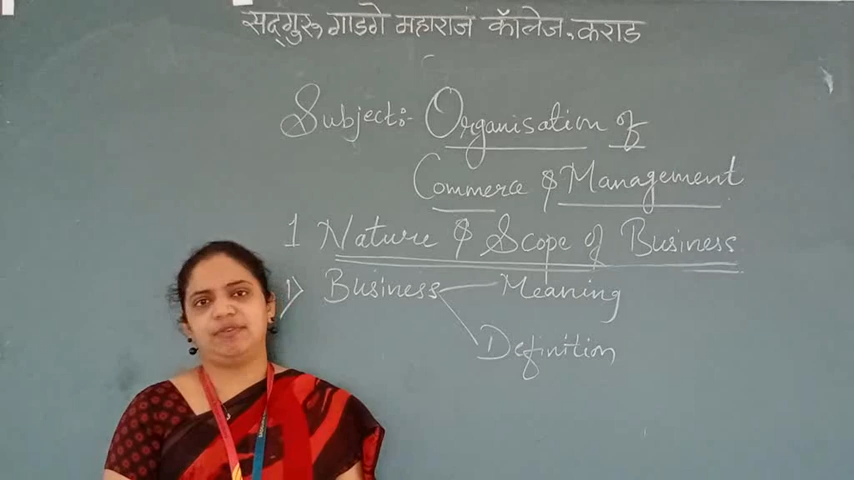 सद्‌गुरू गाडगे महाराज कॉलेज, कराड
Subject:- Organisation of
Commerce & Management
1 Nature & Scope of Business
1) Business Meaning
Definition